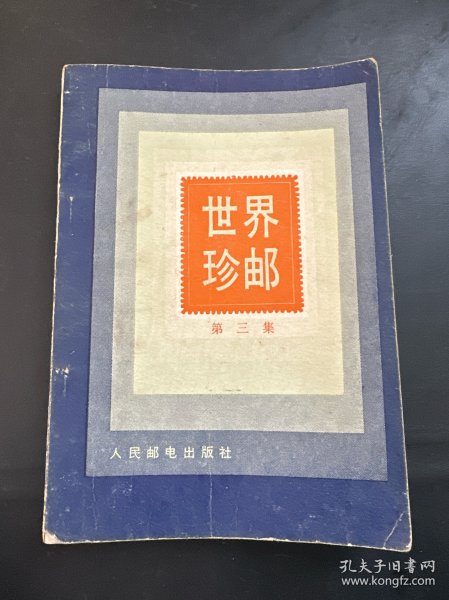 世界
珍邮
第三集
人民邮电出版社
孔夫子旧书网
www.kongfz.com